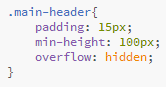 .main-header{
    padding: 15px;
    min-height: 100px;
    overflow: hidden;
}